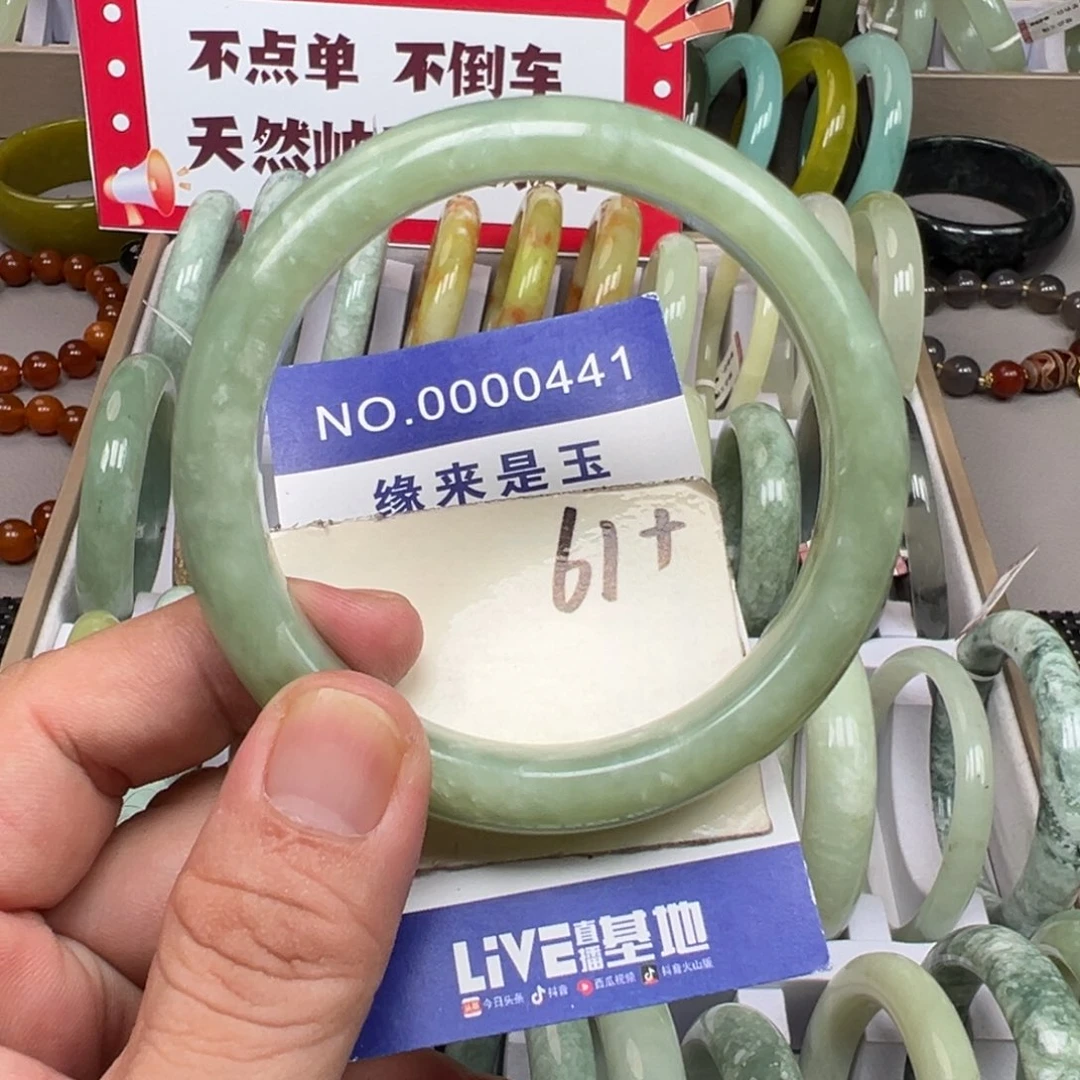 不点单 不倒车
天然
NO.0000441
缘来是玉
61+
LiVE直播基地
今日头条 抖音 西瓜视频 抖音火山版